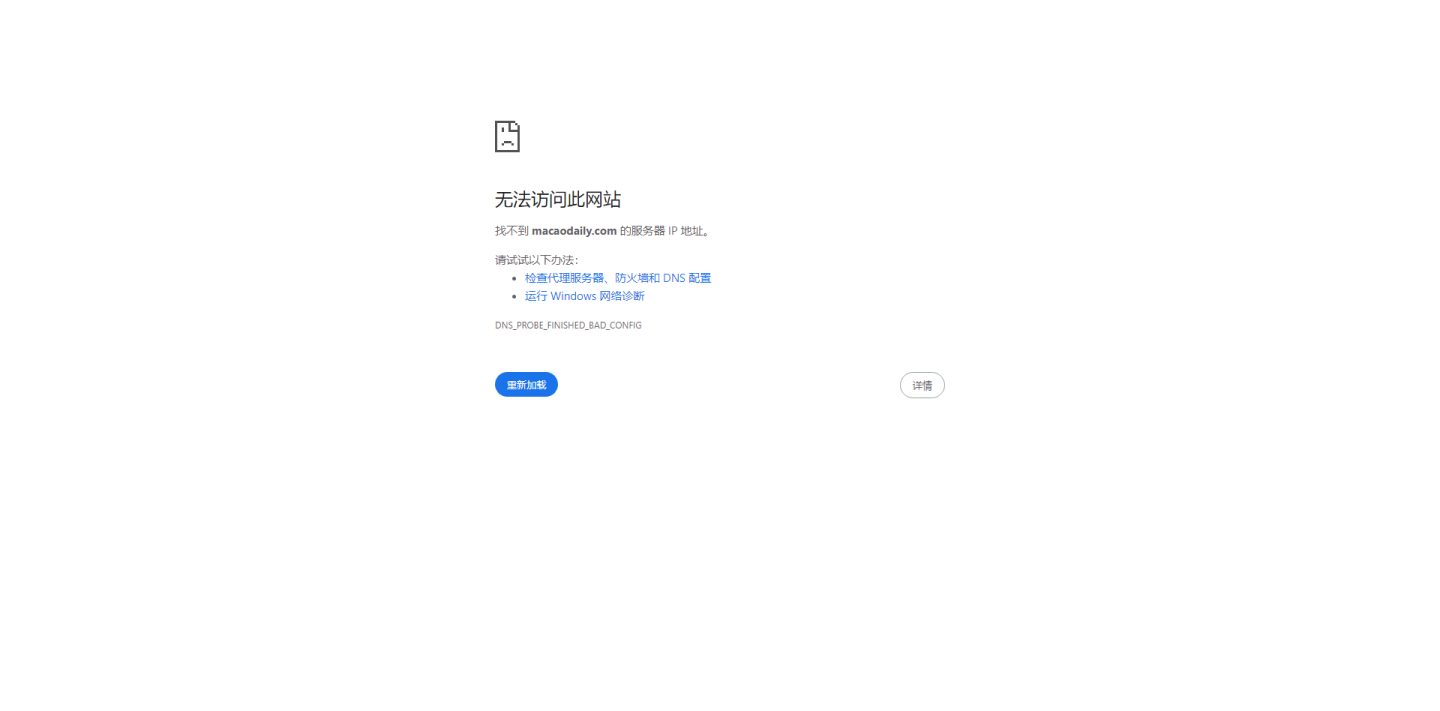 无法访问此网站
找不到 macaodaily.com 的服务器 IP 地址。
请试试以下办法：
检查代理服务器、防火墙和 DNS 配置
运行 Windows 网络诊断
DNS_PROBE_FINISHED_BAD_CONFIG
重新加载
详情